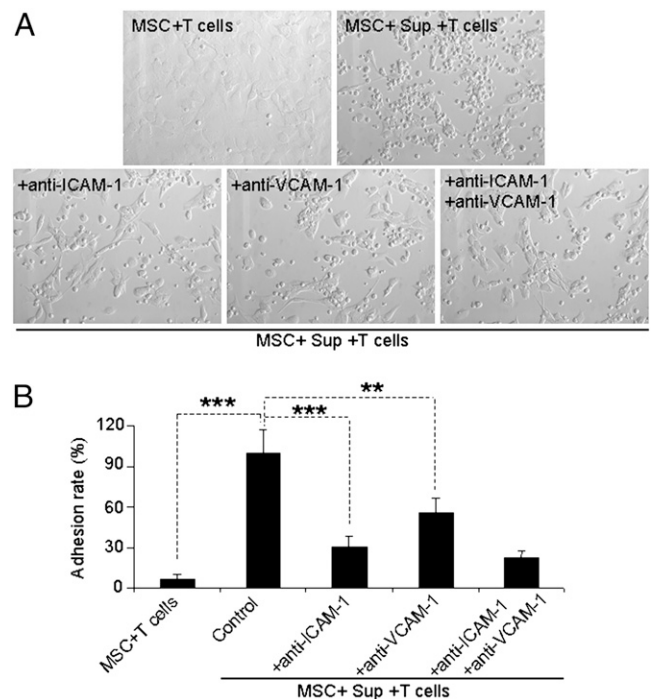 A
MSC+T cells
MSC+ Sup +T cells
+anti-ICAM-1
+anti-VCAM-1
+anti-ICAM-1
+anti-VCAM-1
MSC+ Sup +T cells
B
***
***
**
Adhesion rate (%)
120
90
60
30
0
MSC+T cells
Control
+anti-ICAM-1
+anti-VCAM-1
+anti-ICAM-1
+anti-VCAM-1
MSC+ Sup +T cells